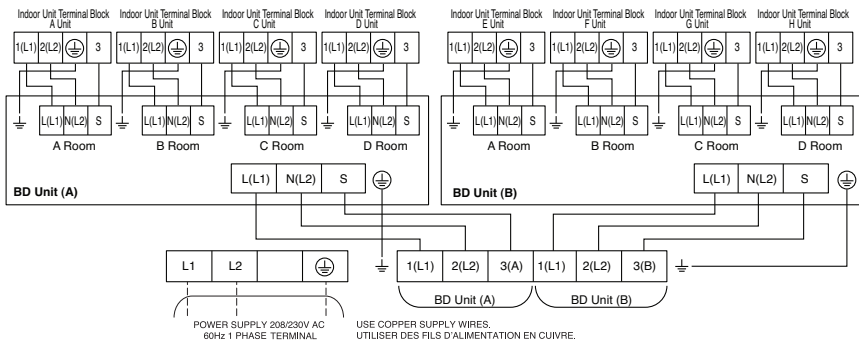 Indoor Unit Terminal Block
A Unit
Indoor Unit Terminal Block
B Unit
Indoor Unit Terminal Block
C Unit
Indoor Unit Terminal Block
D Unit
Indoor Unit Terminal Block
E Unit
Indoor Unit Terminal Block
F Unit
Indoor Unit Terminal Block
G Unit
Indoor Unit Terminal Block
H Unit
1(L1) 2(L2) 3
1(L1) 2(L2) 3
1(L1) 2(L2) 3
1(L1) 2(L2) 3
1(L1) 2(L2) 3
1(L1) 2(L2) 3
1(L1) 2(L2) 3
1(L1) 2(L2) 3
L(L1) N(L2) S
L(L1) N(L2) S
L(L1) N(L2) S
L(L1) N(L2) S
L(L1) N(L2) S
L(L1) N(L2) S
L(L1) N(L2) S
L(L1) N(L2) S
A Room
B Room
C Room
D Room
A Room
B Room
C Room
D Room
BD Unit (A)
L(L1) N(L2) S
BD Unit (B)
L(L1) N(L2) S
L1 L2
1(L1) 2(L2) 3(A) 1(L1) 2(L2) 3(B)
BD Unit (A)
BD Unit (B)
POWER SUPPLY 208/230V AC
60Hz 1 PHASE TERMINAL
USE COPPER SUPPLY WIRES.
UTILISER DES FILS D'ALIMENTATION EN CUIVRE.